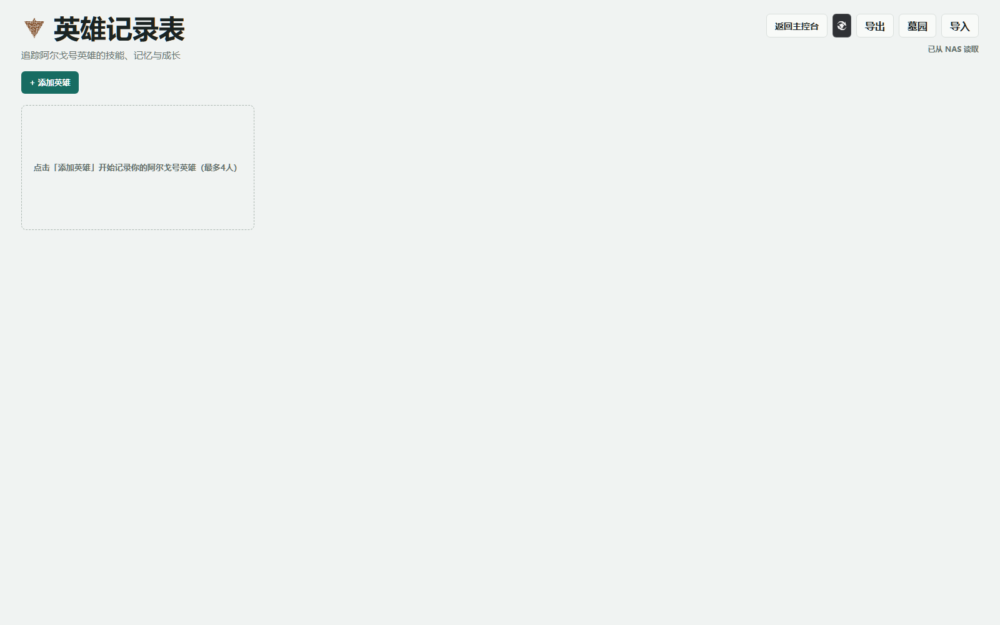 英雄记录表
追踪阿尔戈号英雄的技能、记忆与成长
返回主控台
导出
墓园
导入
已从 NAS 读取
+ 添加英雄
点击「添加英雄」开始记录你的阿尔戈号英雄（最多4人）